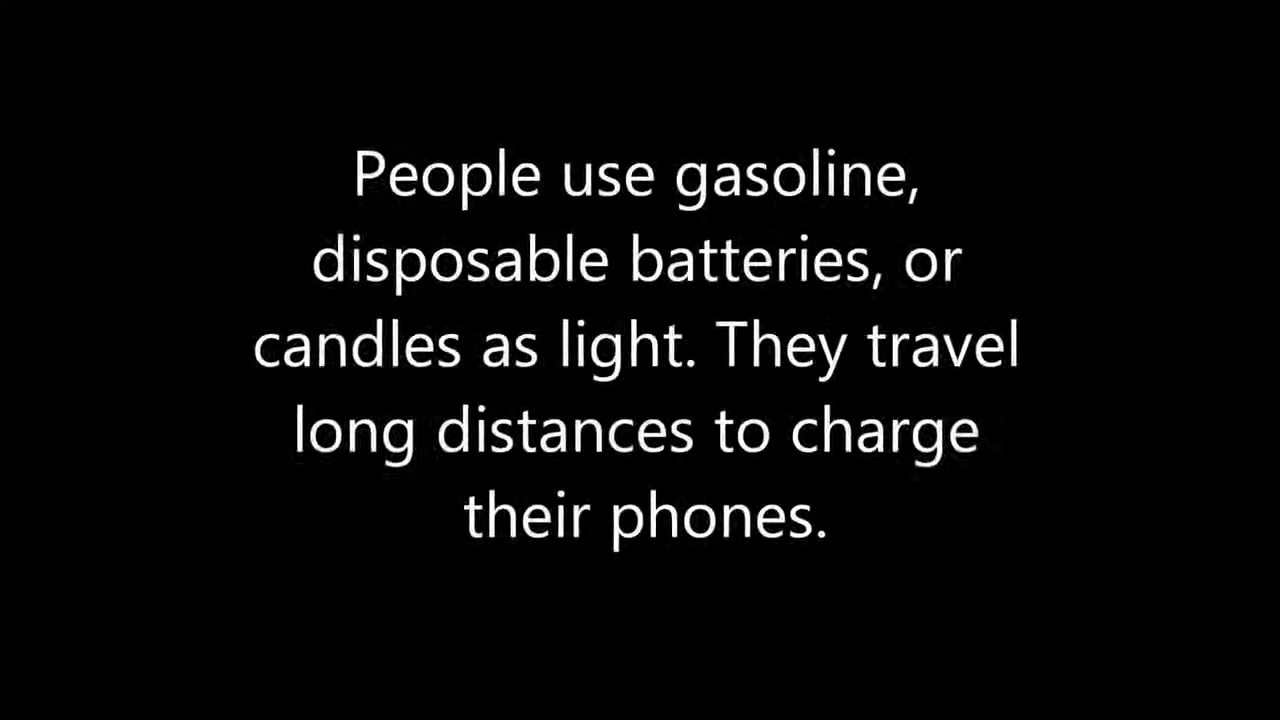 People use gasoline,
disposable batteries, or
candles as light. They travel
long distances to charge
their phones.